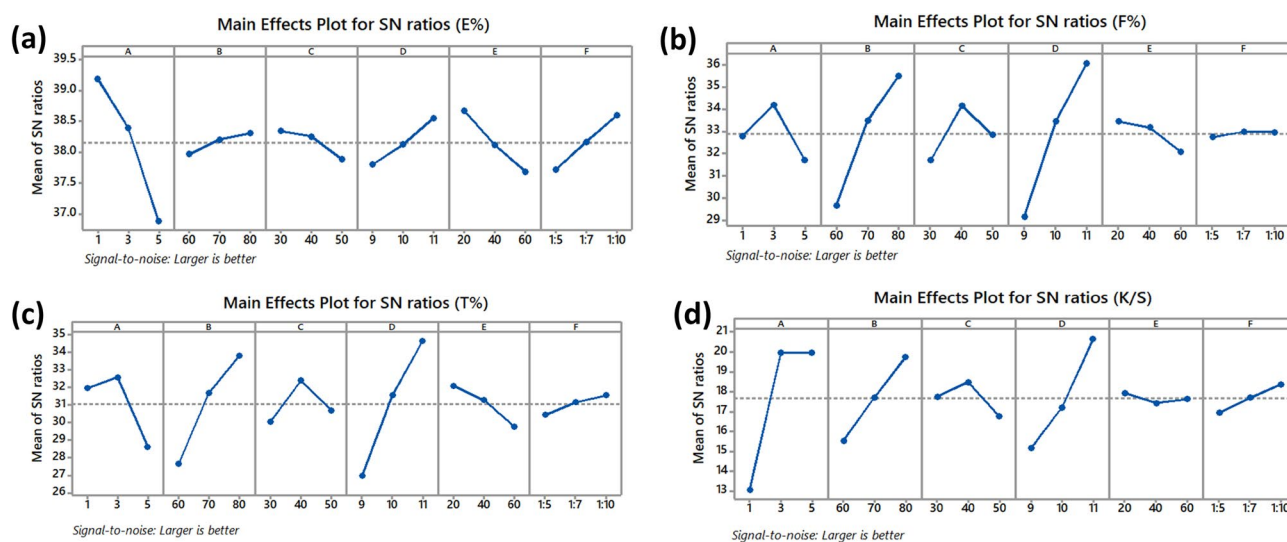 (a)
Main Effects Plot for SN ratios (E%)
A B C D E F
Mean of SN ratios
39.5
39.0
38.5
38.0
37.5
37.0
1 3 5 60 70 80 30 40 50 9 10 11 20 40 60 1:5 1:7 1:10
Signal-to-noise: Larger is better
(b)
Main Effects Plot for SN ratios (F%)
A B C D E F
Mean of SN ratios
36
35
34
33
32
31
30
29
1 3 5 60 70 80 30 40 50 9 10 11 20 40 60 1:5 1:7 1:10
Signal-to-noise: Larger is better
(c)
Main Effects Plot for SN ratios (T%)
A B C D E F
Mean of SN ratios
35
34
33
32
31
30
29
28
27
26
1 3 5 60 70 80 30 40 50 9 10 11 20 40 60 1:5 1:7 1:10
Signal-to-noise: Larger is better
(d)
Main Effects Plot for SN ratios (K/S)
A B C D E F
Mean of SN ratios
21
20
19
18
17
16
15
14
13
1 3 5 60 70 80 30 40 50 9 10 11 20 40 60 1:5 1:7 1:10
Signal-to-noise: Larger is better